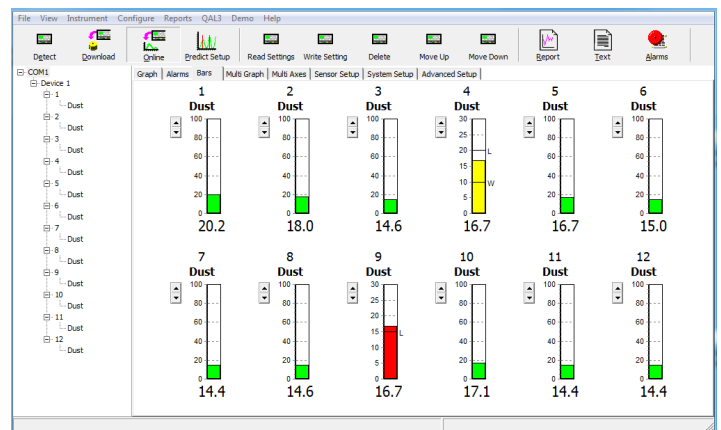 File View Instrument Configure Reports QAL3 Demo Help
Detect Download Online Predict Setup Read Settings Write Setting Delete Move Up Move Down Report Text Alarms
COM1
Device 1
1
Dust
2
Dust
3
Dust
4
Dust
5
Dust
6
Dust
7
Dust
8
Dust
9
Dust
10
Dust
11
Dust
12
Dust
Graph Alarms Bars Multi Graph Multi Axes Sensor Setup System Setup Advanced Setup
1 2 3 4 5 6
Dust Dust Dust Dust Dust Dust
100 100 100 30 100 100
80 80 80 25 80 80
60 60 60 20 L 60 60
40 40 40 15 40 40
20 20 20 10 W 20 20
5
0 0 0 0 0 0
20.2 18.0 14.6 16.7 16.7 15.0
7 8 9 10 11 12
Dust Dust Dust Dust Dust Dust
100 100 30 100 100 100
80 80 25 80 80 80
60 60 20 60 60 60
40 40 15 L 40 40 40
20 20 10 20 20 20
5
0 0 0 0 0 0
14.4 14.6 16.7 17.1 14.4 14.4